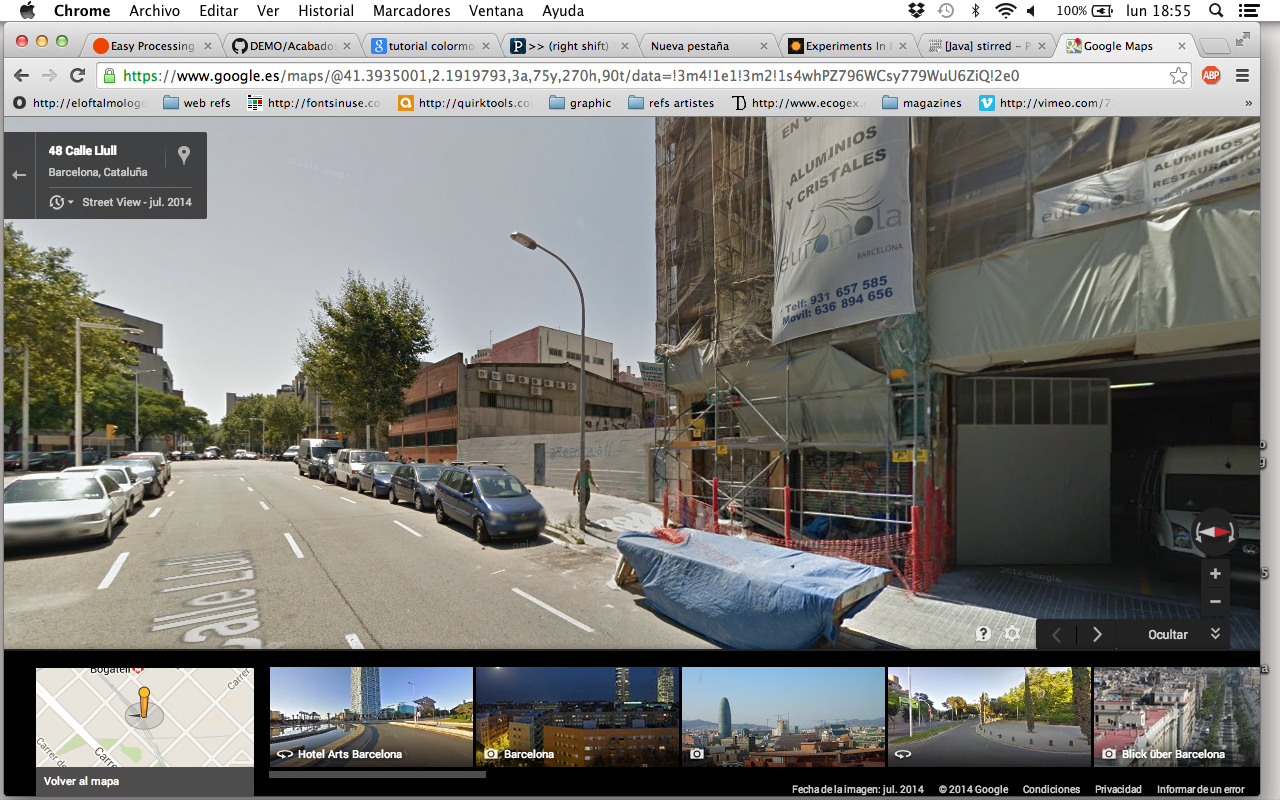 Chrome Archivo Editar Ver Historial Marcadores Ventana Ayuda 100% lun 18:55
Easy Processing
DEMO/Acabados
tutorial colormo
>> (right shift)
Nueva pestaña
Experiments In
[Java] stirred – P
Google Maps
https://www.google.es/maps/@41.3935001,2.1919793,3a,75y,270h,90t/data=!3m4!1e1!3m2!1s4whPZ796WCsy779WuU6ZiQ!2e0
ABP
http://eloftalmologo
web refs
http://fontsinuse.co
http://quirktools.co
graphic
refs artistes
http://www.ecogex.
magazines
http://vimeo.com/7
»
48 Calle Llull
Barcelona, Cataluña
Street View - jul. 2014
ALUMINIOS
Y CRISTALES
euromola
BARCELONA
Telf: 931 657 585
Movil: 636 894 656
ALUMINIOS Y
RESTAURACION
euromola
Calle Llull
2014 Google
Ocultar
Bogatell
Carrer
Volver al mapa
Hotel Arts Barcelona
Barcelona
Blick über Barcelona
Fecha de la imagen: jul. 2014 © 2014 Google Condiciones Privacidad Informar de un error